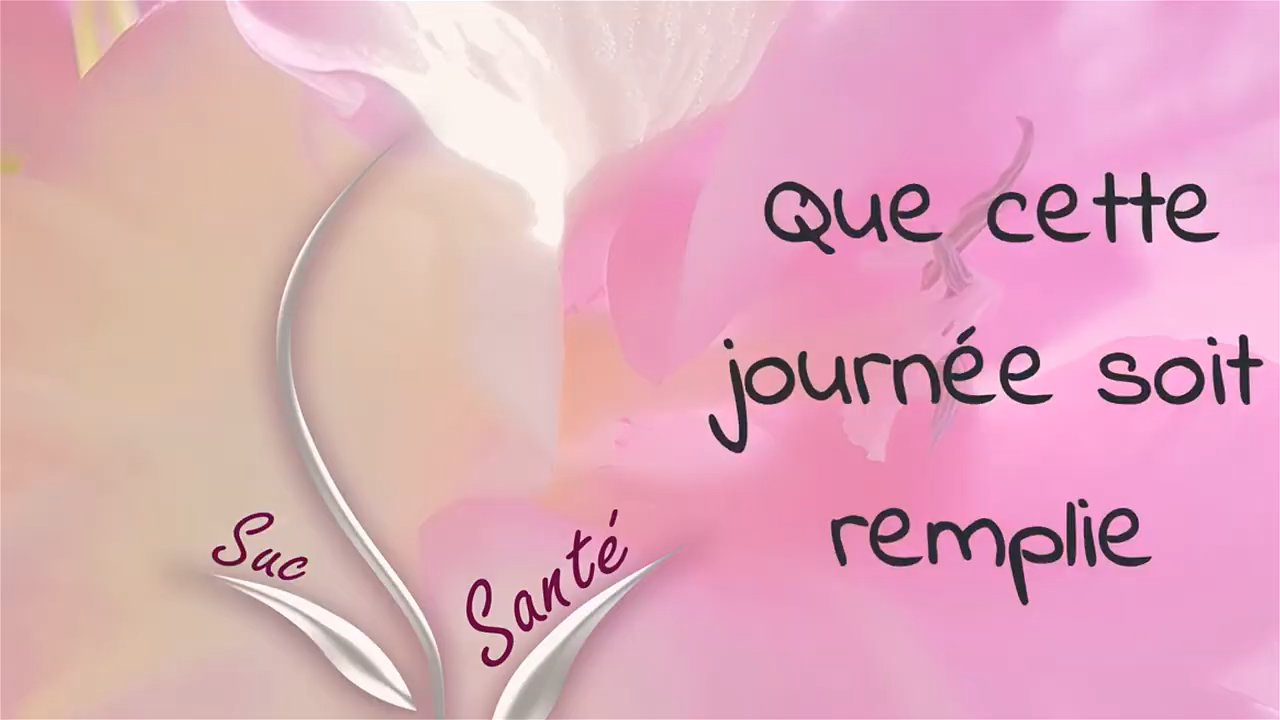 Que cette
journée soit
remplie
Suc
Santé